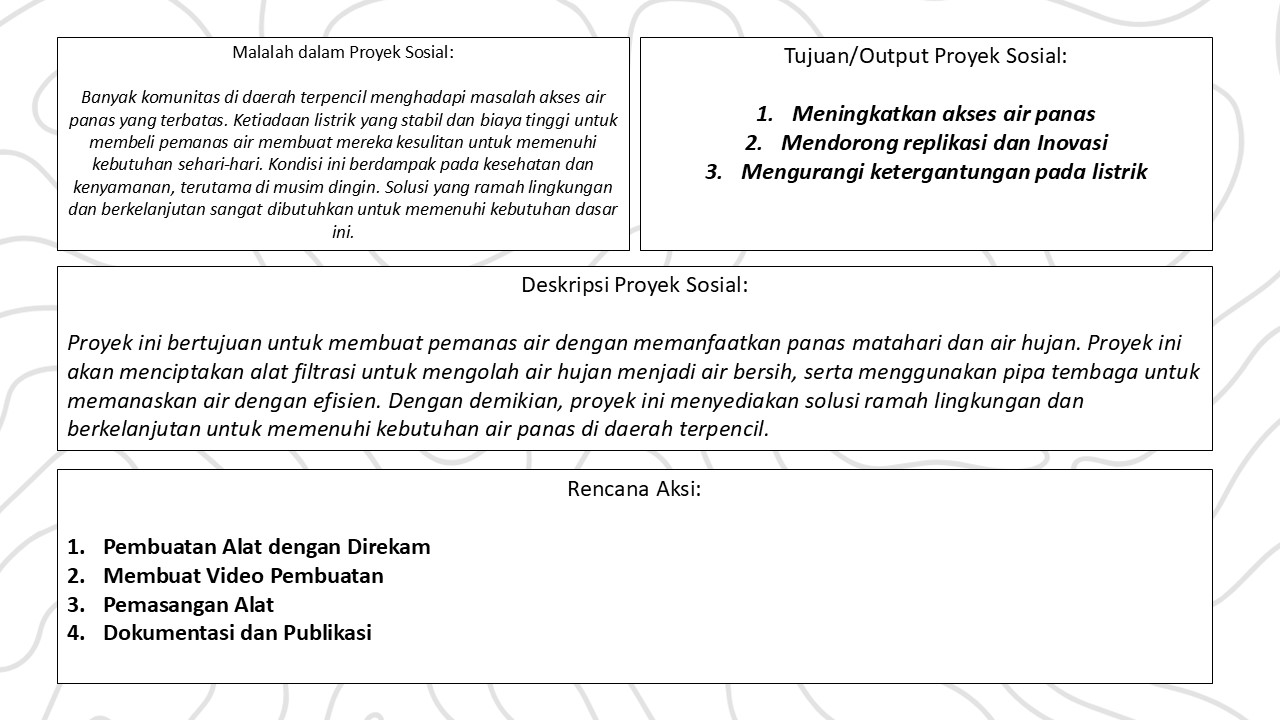 Malalah dalam Proyek Sosial:
Banyak komunitas di daerah terpencil menghadapi masalah akses air
panas yang terbatas. Ketiadaan listrik yang stabil dan biaya tinggi untuk
membeli pemanas air membuat mereka kesulitan untuk memenuhi
kebutuhan sehari-hari. Kondisi ini berdampak pada kesehatan dan
kenyamanan, terutama di musim dingin. Solusi yang ramah lingkungan
dan berkelanjutan sangat dibutuhkan untuk memenuhi kebutuhan dasar
ini.
Tujuan/Output Proyek Sosial:
1. Meningkatkan akses air panas
2. Mendorong replikasi dan Inovasi
3. Mengurangi ketergantungan pada listrik
Deskripsi Proyek Sosial:
Proyek ini bertujuan untuk membuat pemanas air dengan memanfaatkan panas matahari dan air hujan. Proyek ini
akan menciptakan alat filtrasi untuk mengolah air hujan menjadi air bersih, serta menggunakan pipa tembaga untuk
memanaskan air dengan efisien. Dengan demikian, proyek ini menyediakan solusi ramah lingkungan dan
berkelanjutan untuk memenuhi kebutuhan air panas di daerah terpencil.
Rencana Aksi:
1. Pembuatan Alat dengan Direkam
2. Membuat Video Pembuatan
3. Pemasangan Alat
4. Dokumentasi dan Publikasi